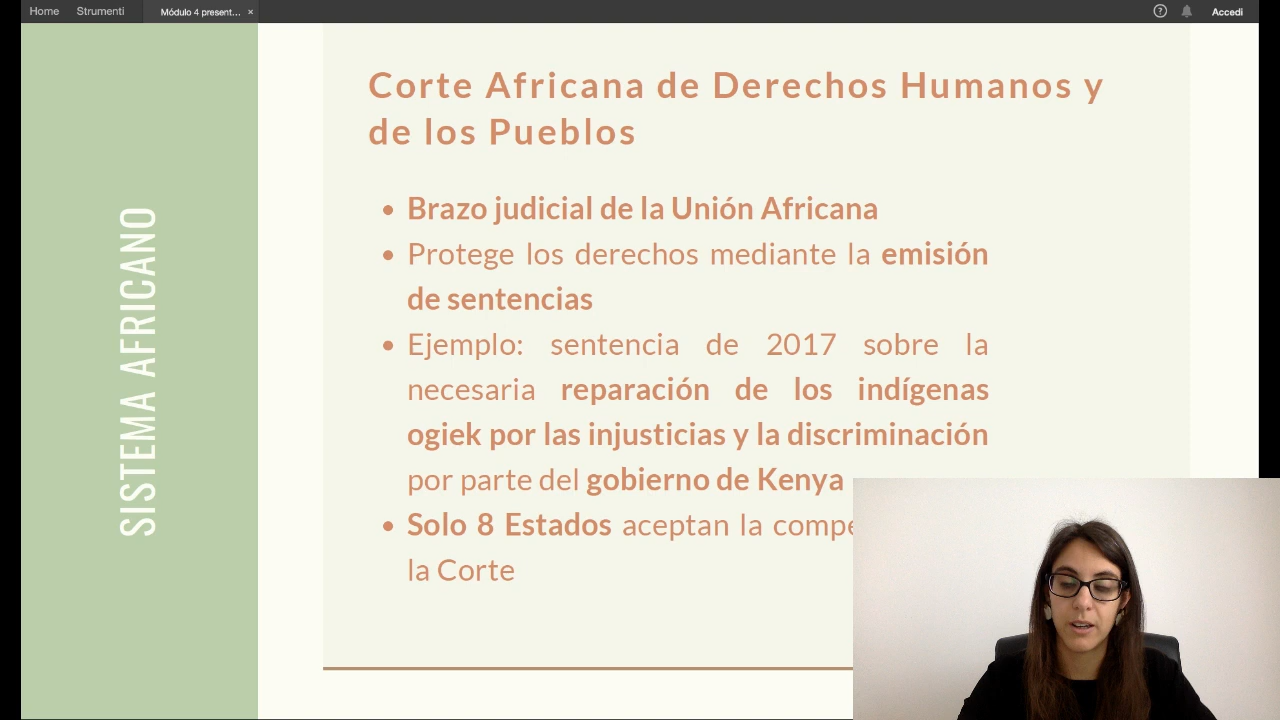 Home Strumenti Módulo 4 present... × ? Accedi
SISTEMA AFRICANO
Corte Africana de Derechos Humanos y
de los Pueblos
• Brazo judicial de la Unión Africana
• Protege los derechos mediante la emisión
de sentencias
• Ejemplo: sentencia de 2017 sobre la
necesaria reparación de los indígenas
ogiek por las injusticias y la discriminación
por parte del gobierno de Kenya
• Solo 8 Estados aceptan la compe
la Corte